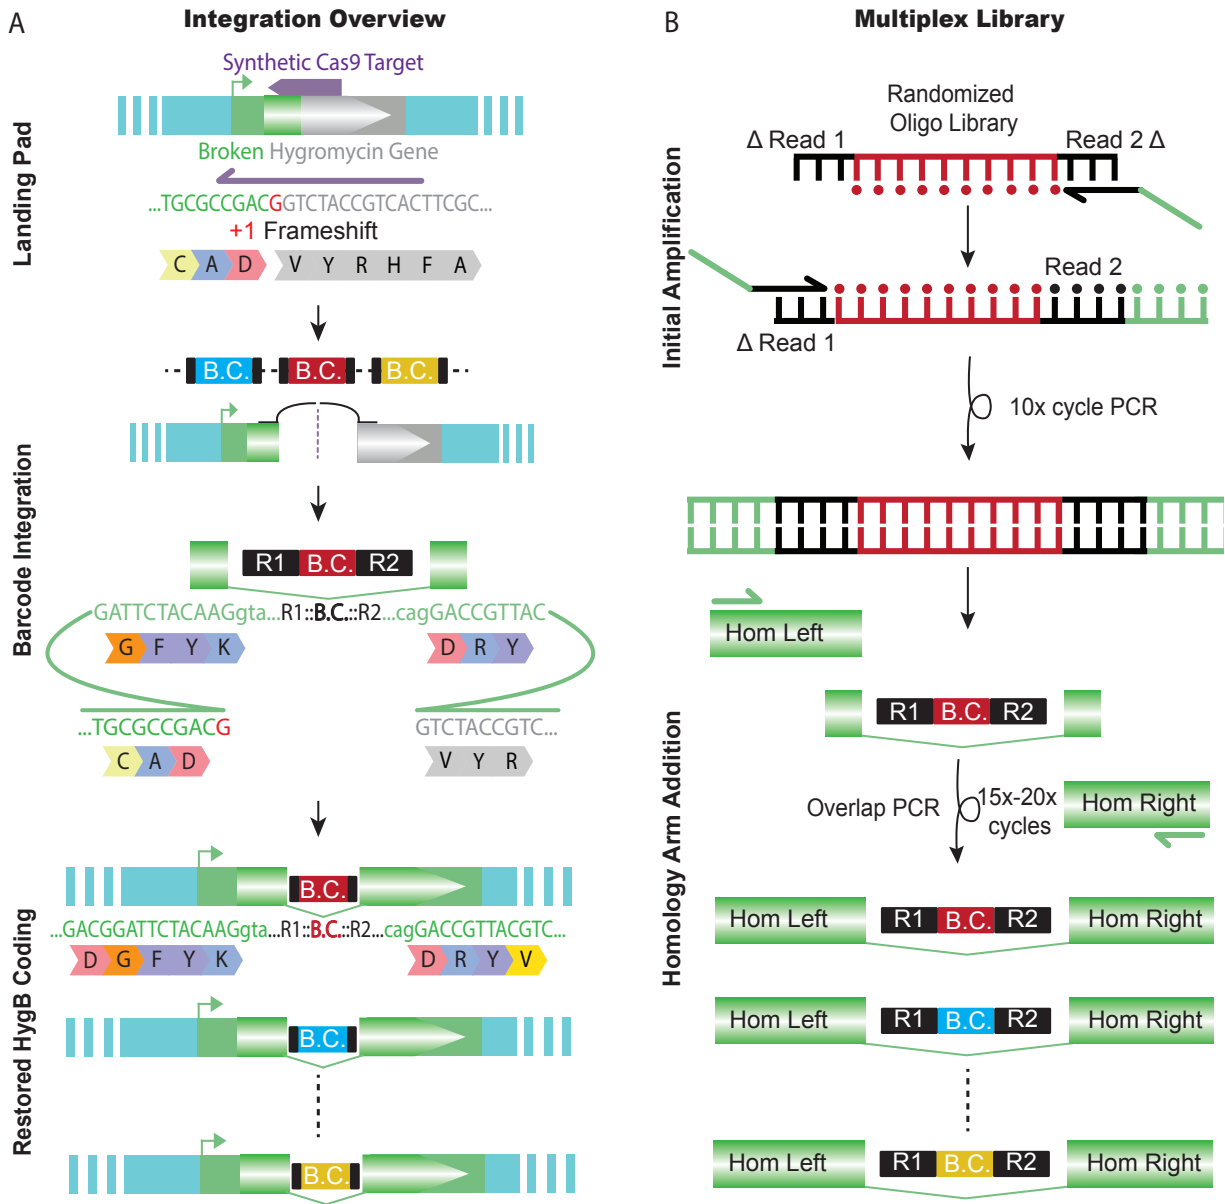 A
Integration Overview
Landing Pad
Synthetic Cas9 Target
Broken Hygromycin Gene
...TGCGCCGACGGTCTACCGTCACTTCGC...
+1 Frameshift
C A D V Y R H F A
Barcode Integration
B.C. B.C. B.C.
R1 B.C. R2
GATTCTACAAGgta...R1::B.C.::R2...cagGACCGTTAC
G F Y K D R Y
...TGCGCCGACG GTCTACCGTC...
C A D V Y R
Restored HygB Coding
B.C.
...GACGGATTCTACAAGgta...R1::B.C.::R2...cagGACCGTTACGTC...
D G F Y K D R Y V
B.C.
B.C.
B
Multiplex Library
Initial Amplification
Randomized
Oligo Library
Δ Read 1 Read 2 Δ
Read 2
Δ Read 1
10x cycle PCR
Homology Arm Addition
Hom Left
R1 B.C. R2
Overlap PCR 15x-20x
cycles
Hom Right
Hom Left R1 B.C. R2 Hom Right
Hom Left R1 B.C. R2 Hom Right
Hom Left R1 B.C. R2 Hom Right